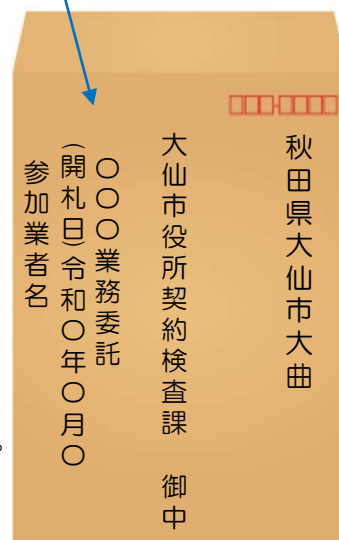 秋田県大仙市大曲
大仙市役所契約検査課 御中
〇〇〇業務委託
(開札日)令和〇年〇月〇
参加業者名
。